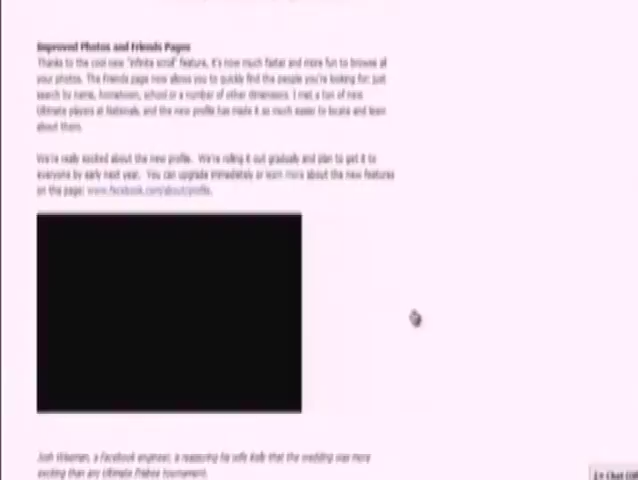 Improved Photos and Friends Pages
Thanks to the cool new "infinite scroll" feature, it's now much faster and more fun to browse all
your photos. The Friends page now allows you to quickly find the people you're looking for: just
search by name, hometown, school or a number of other dimensions. I met a ton of new
Ultimate players at Nationals, and the new profile has made it so much easier to locate and learn
about them.
We're really excited about the new profile. We're rolling it out gradually and plan to get it to
everyone by early next year. You can upgrade immediately or learn more about the new features
on the page: www.facebook.com/about/profile.
Josh Wiseman, a Facebook engineer, is reassuring his wife that the wedding was more
exciting than any Ultimate Frisbee tournament.
Chat